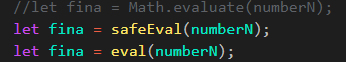 //let fina = Math.evaluate(numberN);
let fina = safeEval(numberN);
let fina = eval(numberN);